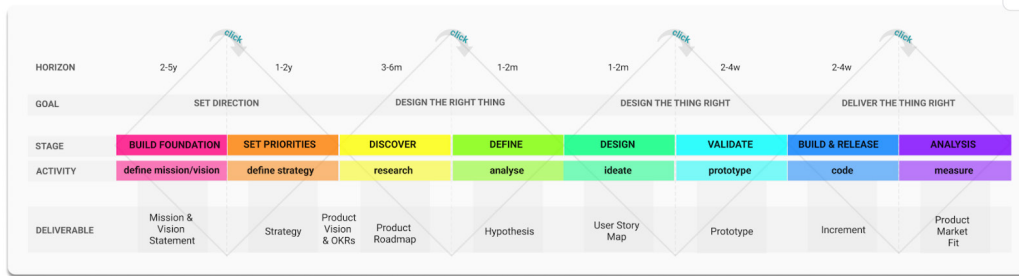 click click click click
HORIZON 2-5y 1-2y 3-6m 1-2m 1-2m 2-4w 2-4w
GOAL SET DIRECTION DESIGN THE RIGHT THING DESIGN THE THING RIGHT DELIVER THE THING RIGHT
STAGE BUILD FOUNDATION SET PRIORITIES DISCOVER DEFINE DESIGN VALIDATE BUILD & RELEASE ANALYSIS
ACTIVITY define mission/vision define strategy research analyse ideate prototype code measure
DELIVERABLE
Mission &
Vision
Statement
Strategy
Product
Vision
& OKRs
Product
Roadmap
Hypothesis
User Story
Map
Prototype
Increment
Product
Market
Fit